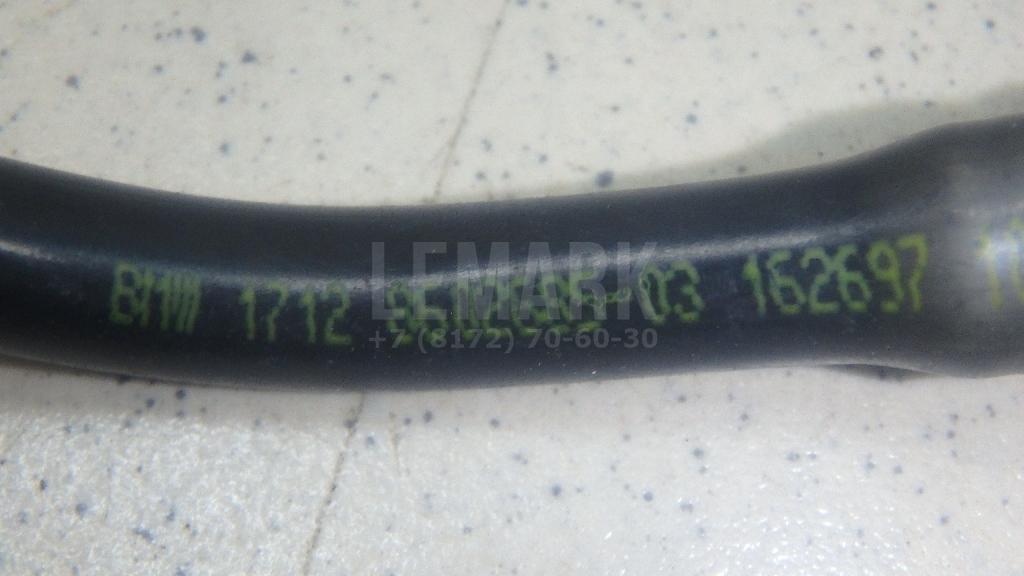 BMW 1712 -03 162697
LEMARK
+7 (8172) 70-60-30